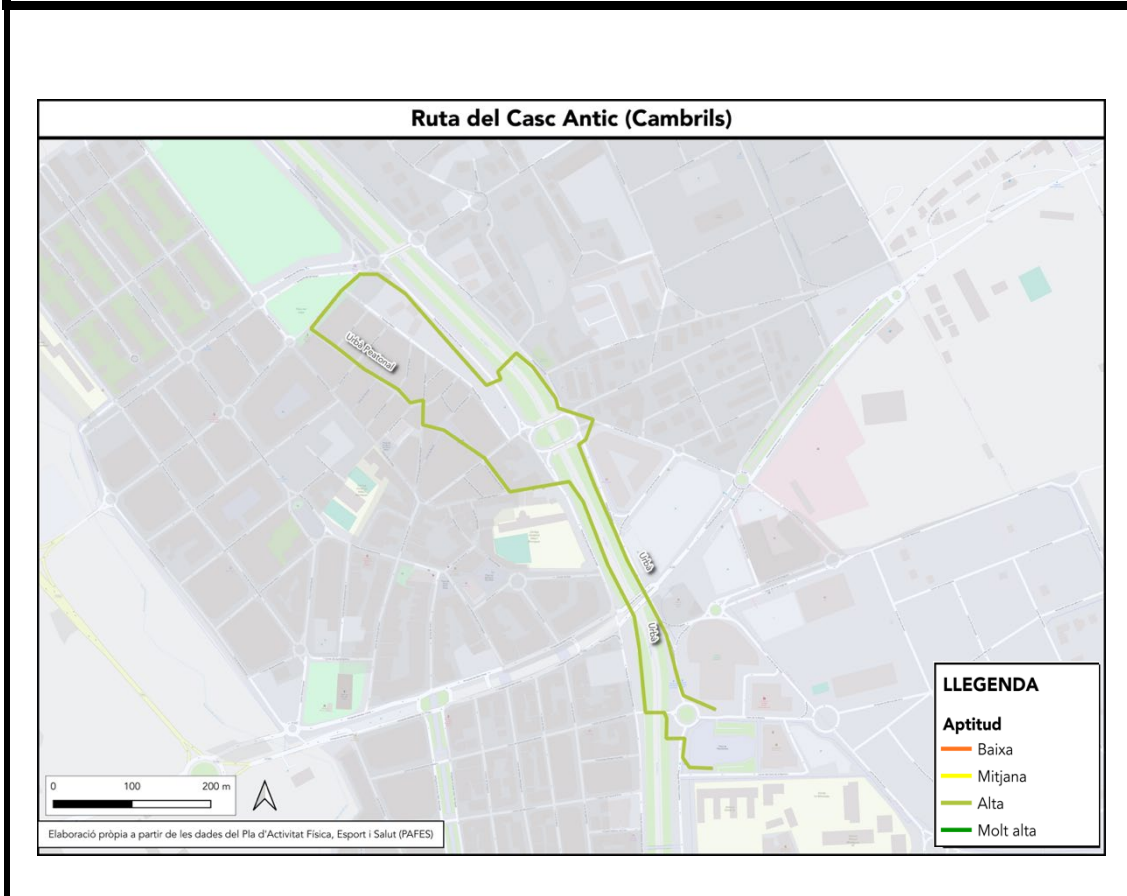 Ruta del Casc Antic (Cambrils)
Urbà Peatonal
Urbà
Urbà
LLEGENDA
Aptitud
Baixa
Mitjana
Alta
Molt alta
0 100 200 m
Elaboració pròpia a partir de les dades del Pla d'Activitat Física, Esport i Salut (PAFES)